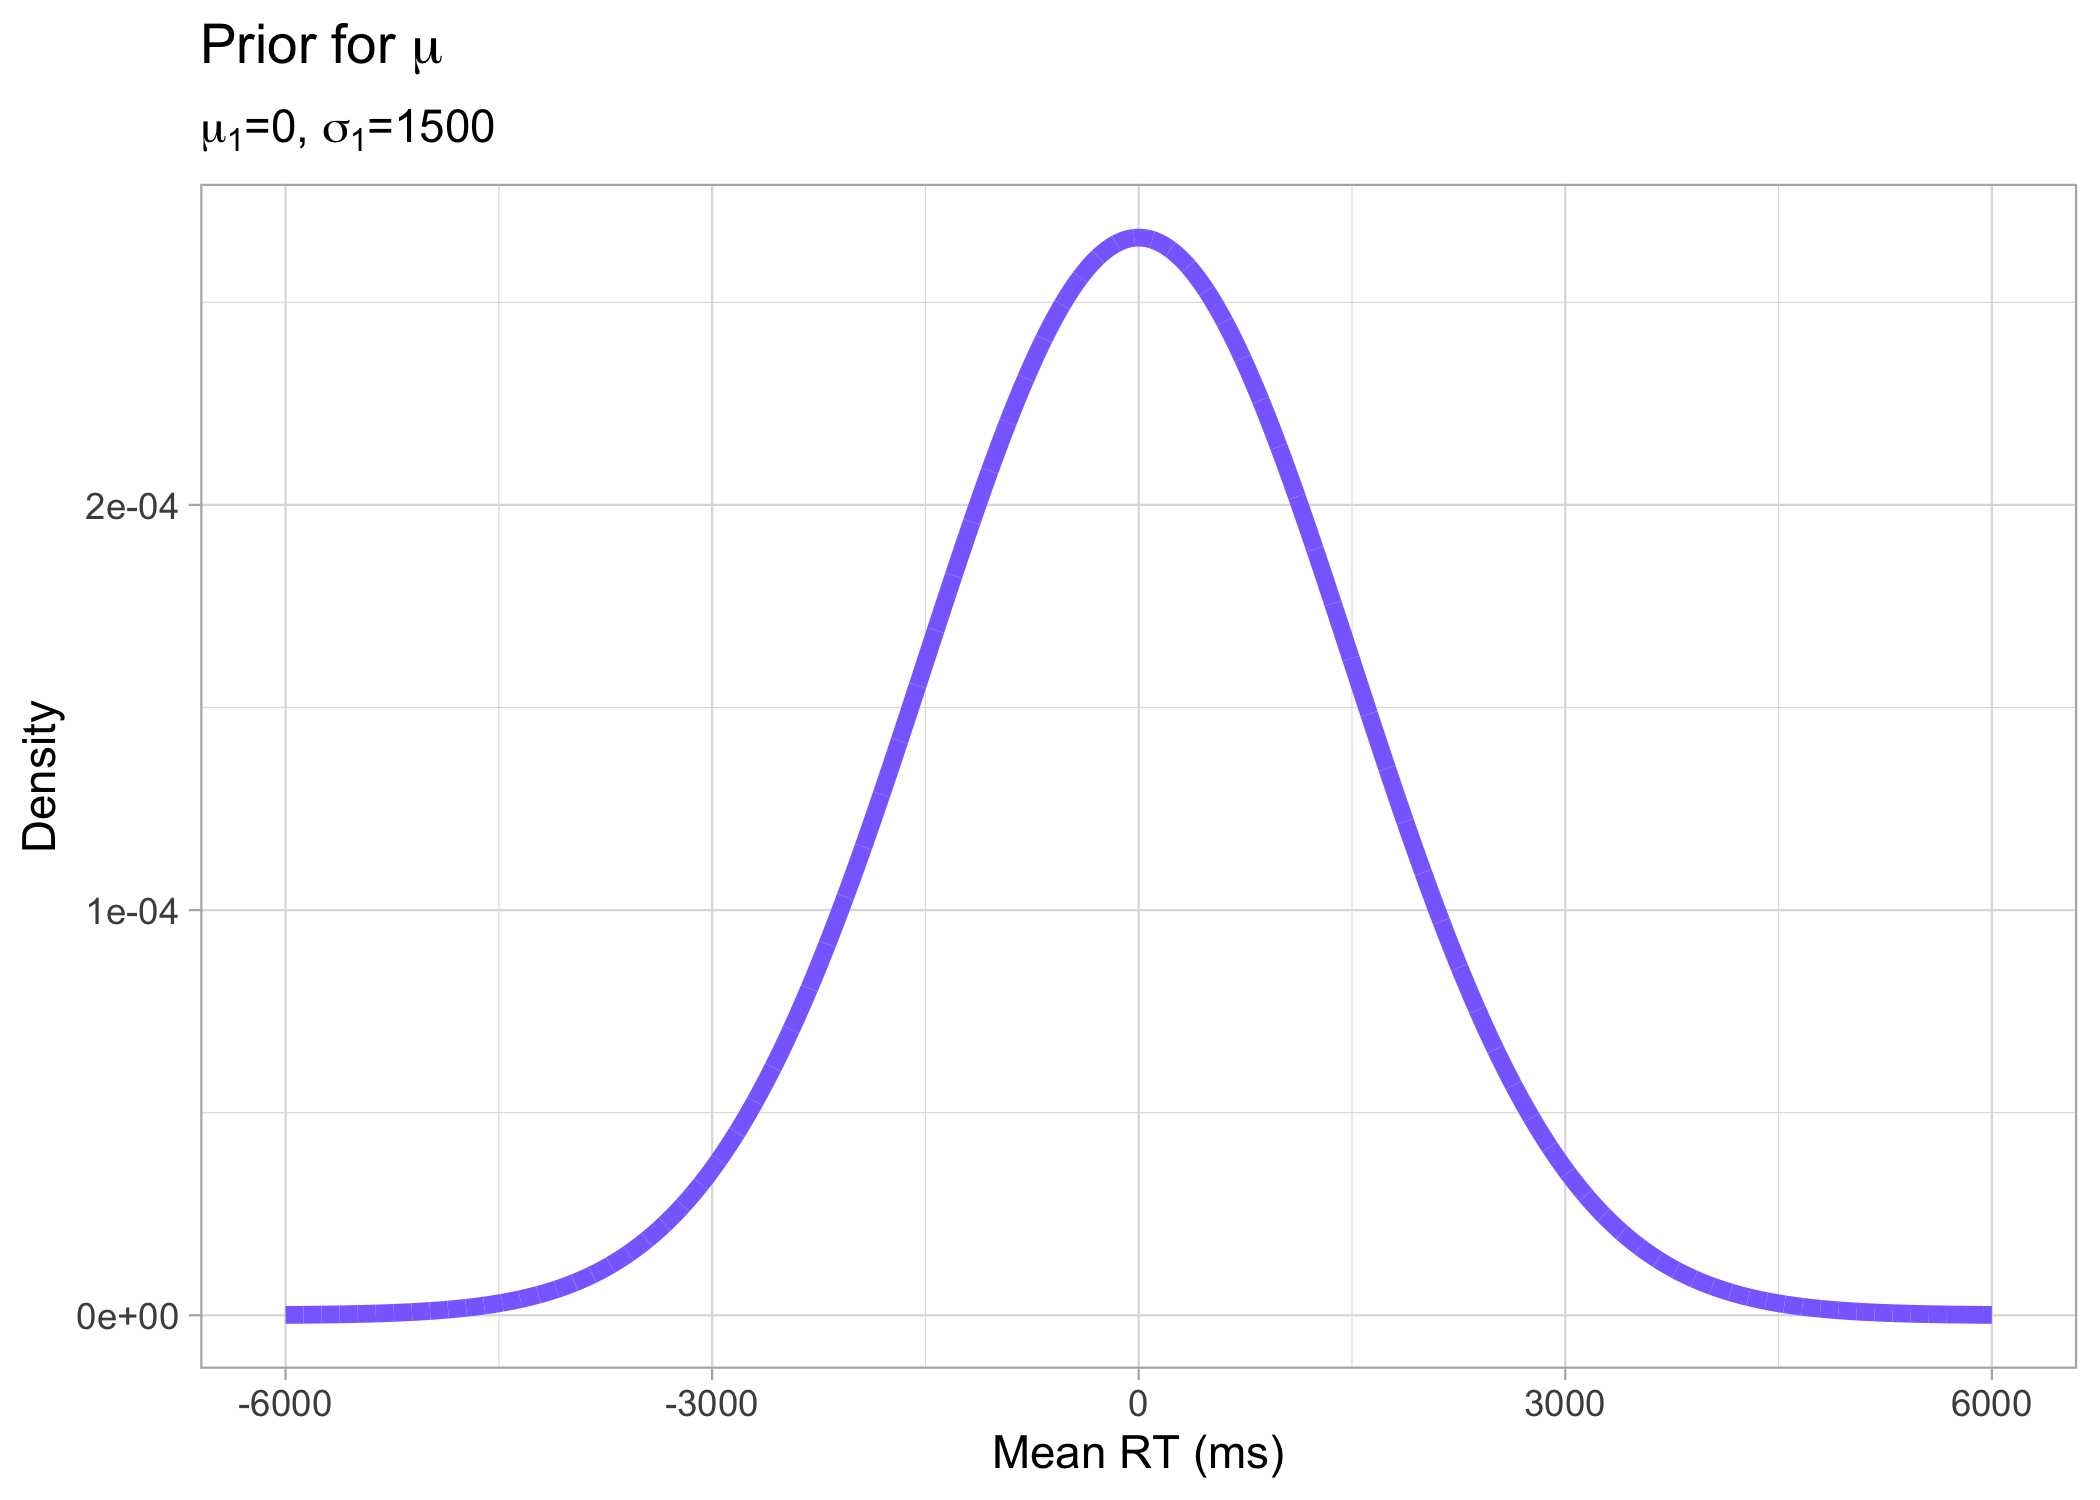 Prior for μ
μ₁=0, σ₁=1500
2e-04
1e-04
0e+00
Density
-6000 -3000 0 3000 6000
Mean RT (ms)